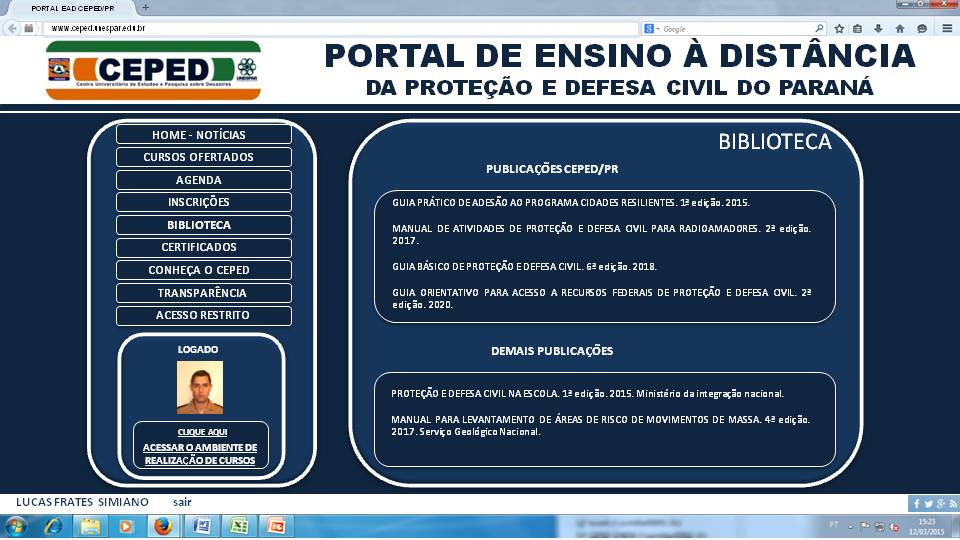 PORTAL EAD CEPED/PR
www.ceped.unespar.edu.br
Google
CEPED
UNESPAR
Centro Universitário de Estudos e Pesquisa sobre Desastres
PORTAL DE ENSINO À DISTÂNCIA
DA PROTEÇÃO E DEFESA CIVIL DO PARANÁ
HOME - NOTÍCIAS
CURSOS OFERTADOS
AGENDA
INSCRIÇÕES
BIBLIOTECA
CERTIFICADOS
CONHEÇA O CEPED
TRANSPARÊNCIA
ACESSO RESTRITO
LOGADO
CLIQUE AQUI
ACESSAR O AMBIENTE DE
REALIZAÇÃO DE CURSOS
BIBLIOTECA
PUBLICAÇÕES CEPED/PR
GUIA PRÁTICO DE ADESÃO AO PROGRAMA CIDADES RESILIENTES. 1ª edição. 2015.
MANUAL DE ATIVIDADES DE PROTEÇÃO E DEFESA CIVIL PARA RADIOAMADORES. 2ª edição.
2017.
GUIA BÁSICO DE PROTEÇÃO E DEFESA CIVIL. 6ª edição. 2018.
GUIA ORIENTATIVO PARA ACESSO A RECURSOS FEDERAIS DE PROTEÇÃO E DEFESA CIVIL. 2ª
edição. 2020.
DEMAIS PUBLICAÇÕES
PROTEÇÃO E DEFESA CIVIL NA ESCOLA. 1ª edição. 2015. Ministério da integração nacional.
MANUAL PARA LEVANTAMENTO DE ÁREAS DE RISCO DE MOVIMENTOS DE MASSA. 4ª edição.
2017. Serviço Geológico Nacional.
LUCAS FRATES SIMIANO sair
PT
15:23
12/03/2015